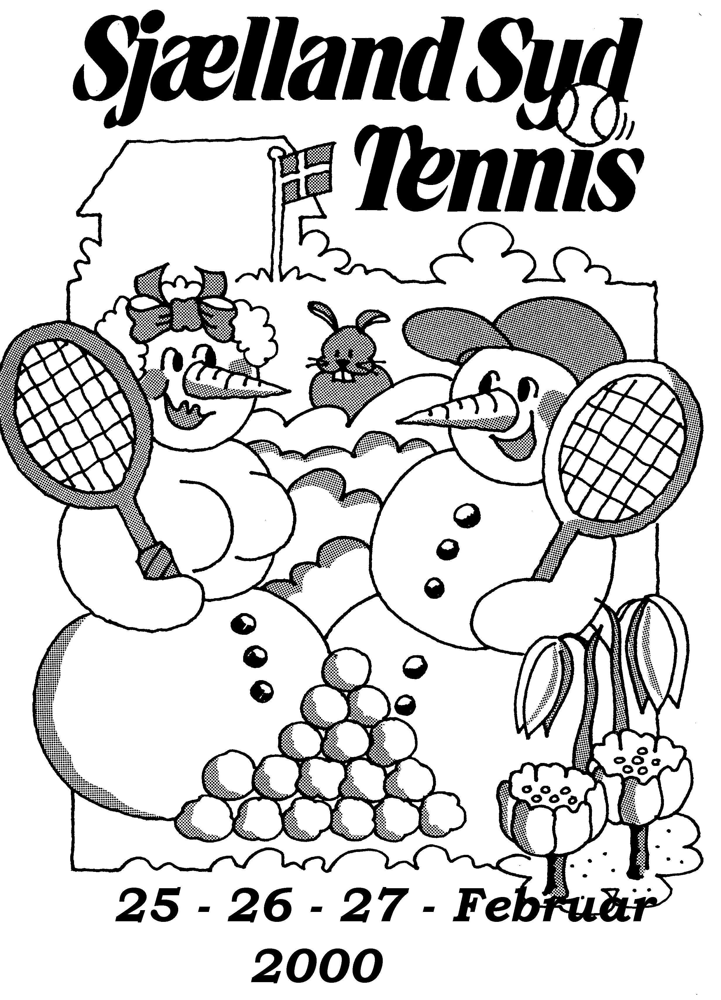 Sjælland Syd
Tennis
25 - 26 - 27 - Februar
2000